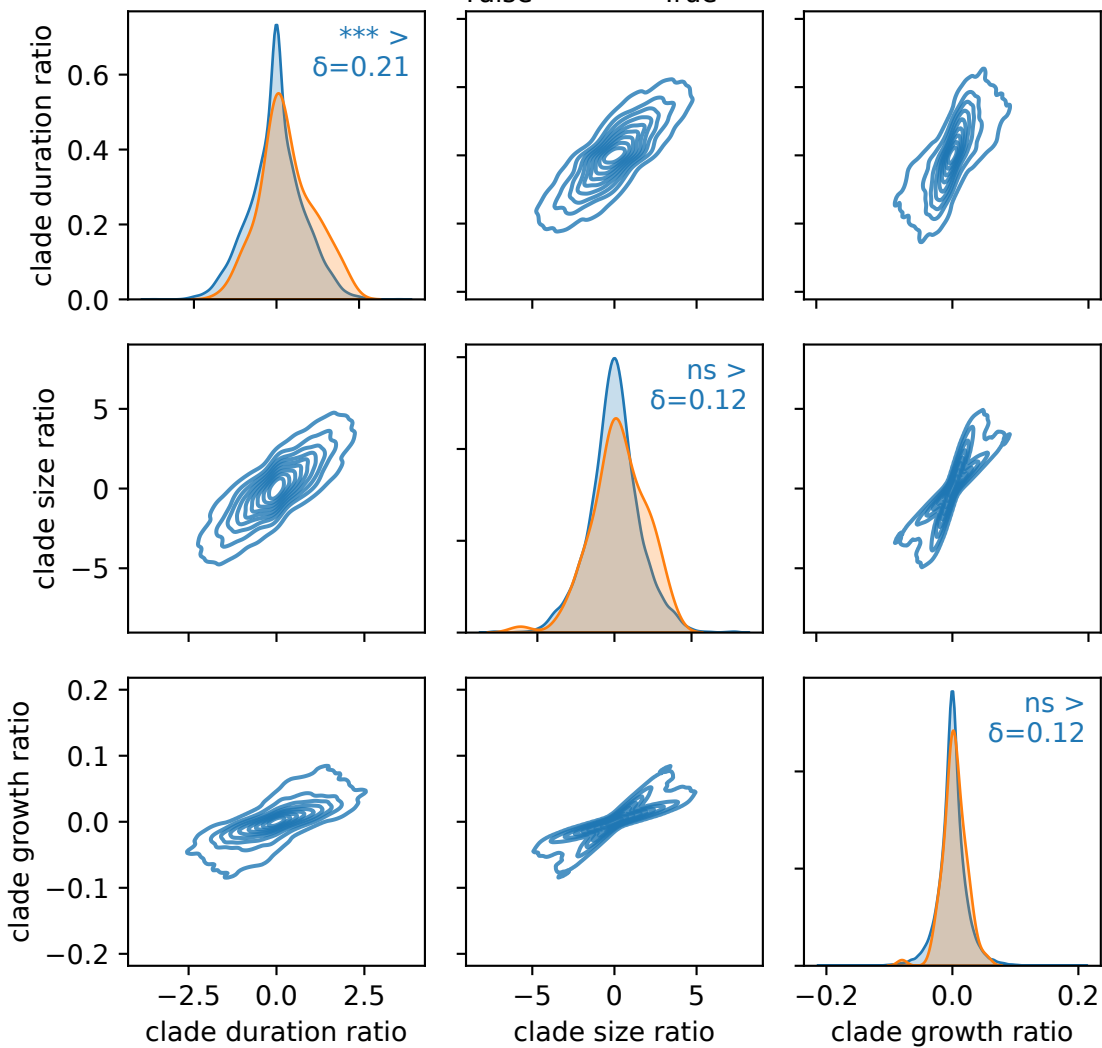 False True
clade duration ratio
0.6
0.4
0.2
0.0
*** >
δ=0.21
clade size ratio
5
0
−5
ns >
δ=0.12
clade growth ratio
0.2
0.1
0.0
−0.1
−0.2
ns >
δ=0.12
−2.5 0.0 2.5
−5 0 5
−0.2 0.0 0.2
clade duration ratio
clade size ratio
clade growth ratio